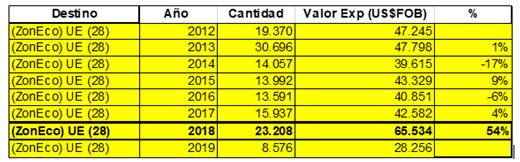 Destino Año Cantidad Valor Exp (US$FOB) %
(ZonEco) UE (28) 2012 19.370 47.245
(ZonEco) UE (28) 2013 30.696 47.798 1%
(ZonEco) UE (28) 2014 14.057 39.615 -17%
(ZonEco) UE (28) 2015 13.992 43.329 9%
(ZonEco) UE (28) 2016 13.591 40.851 -6%
(ZonEco) UE (28) 2017 15.937 42.582 4%
(ZonEco) UE (28) 2018 23.208 65.534 54%
(ZonEco) UE (28) 2019 8.576 28.256